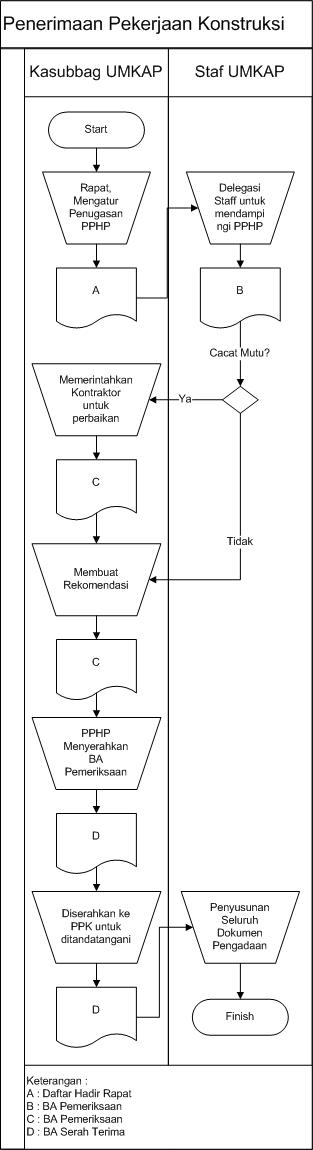 Penerimaan Pekerjaan Konstruksi
Kasubbag UMKAP
Staf UMKAP
Start
Rapat,
Mengatur
Penugasan
PPHP
Delegasi
Staff untuk
mendampi
ngi PPHP
A
B
Cacat Mutu?
Memerintahkan
Kontraktor
untuk
perbaikan
Ya
C
Tidak
Membuat
Rekomendasi
C
PPHP
Menyerahkan
BA
Pemeriksaan
D
Diserahkan ke
PPK untuk
ditandatangani
Penyusunan
Seluruh
Dokumen
Pengadaan
D
Finish
Keterangan :
A : Daftar Hadir Rapat
B : BA Pemeriksaan
C : BA Pemeriksaan
D : BA Serah Terima